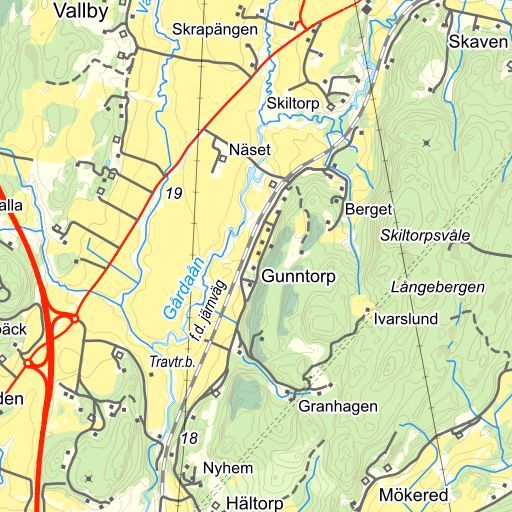 Vallby
Skrapängen
Skaven
Skiltorp
Näset
19
alla
Berget
Skiltorpsvåle
Gårdaån
Gunntorp
Långebergen
f.d. järnväg
Ivarslund
bäck
Travtr.b.
den
Granhagen
18
Nyhem
Hältorp
Mökered